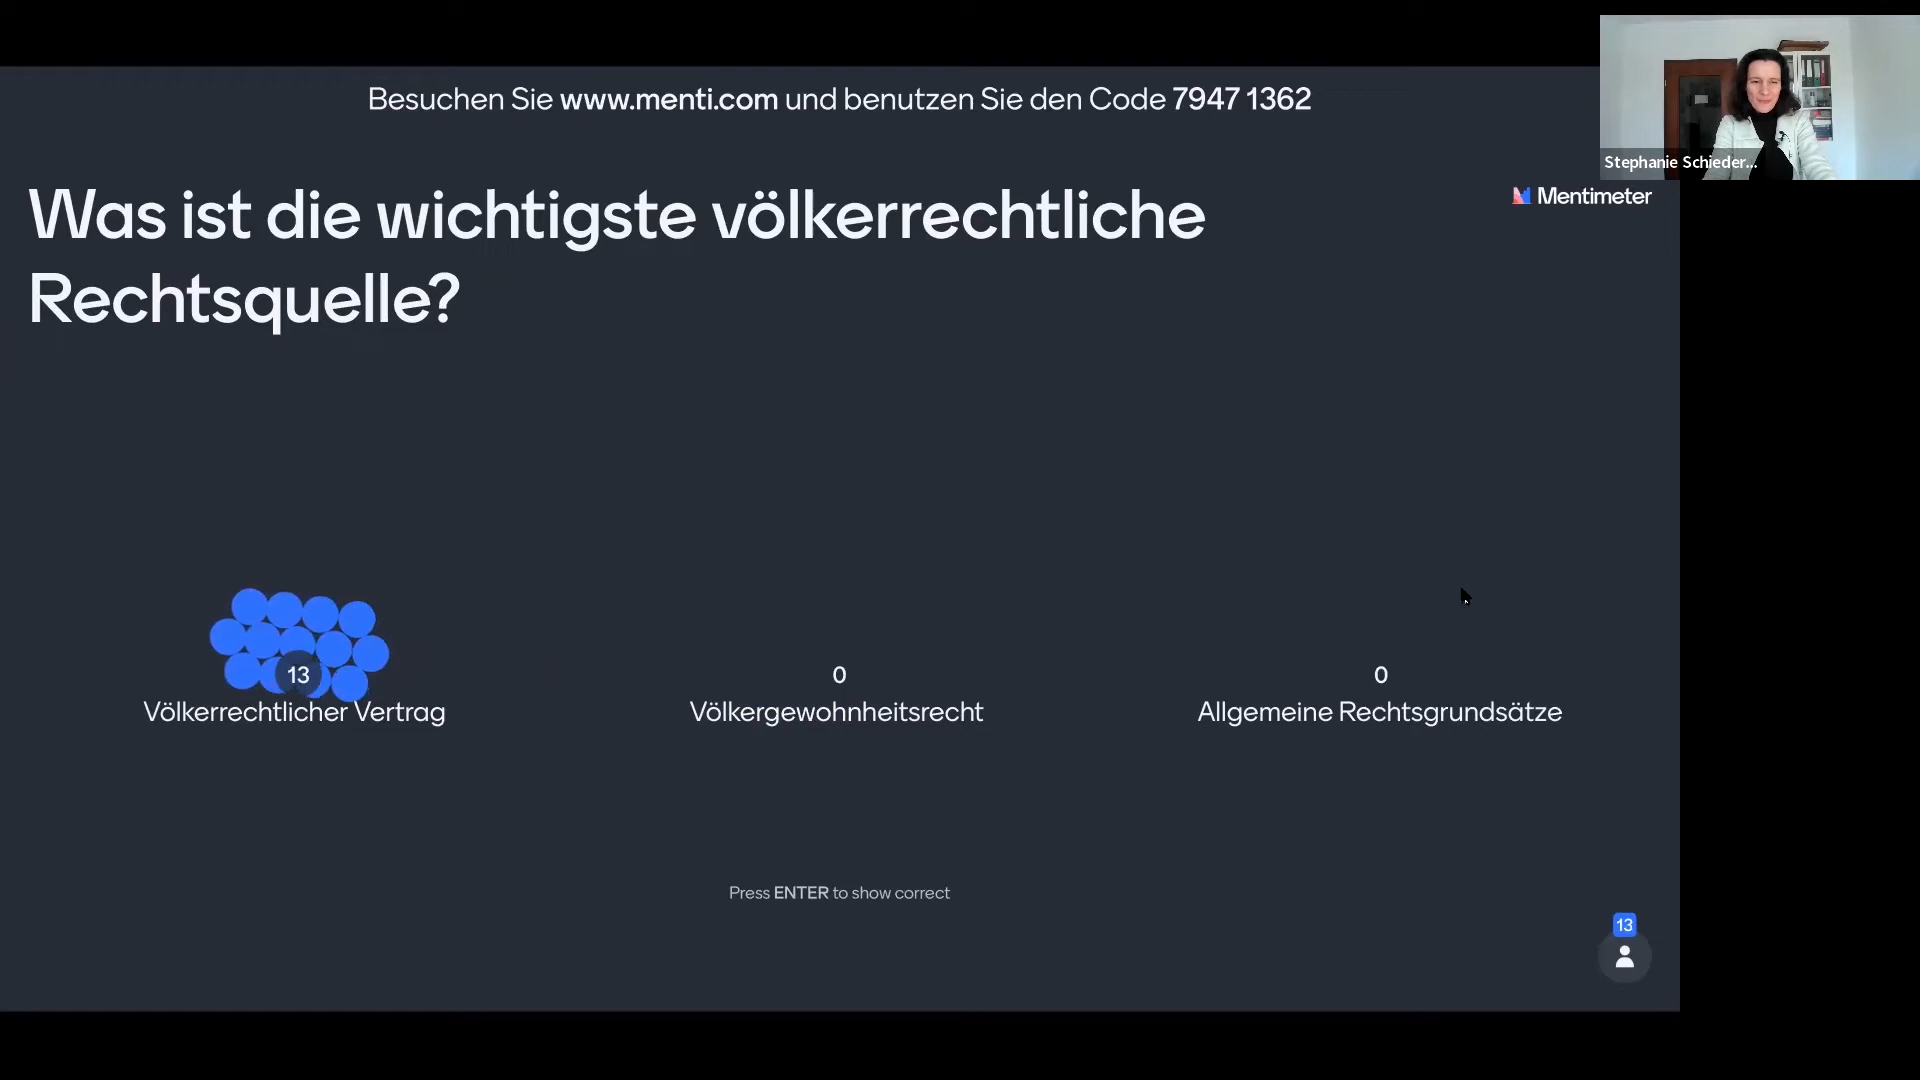 Besuchen Sie www.menti.com und benutzen Sie den Code 7947 1362
Stephanie Schieder...
Mentimeter
Was ist die wichtigste völkerrechtliche
Rechtsquelle?
13
0
0
Völkerrechtlicher Vertrag
Völkergewohnheitsrecht
Allgemeine Rechtsgrundsätze
Press ENTER to show correct
13